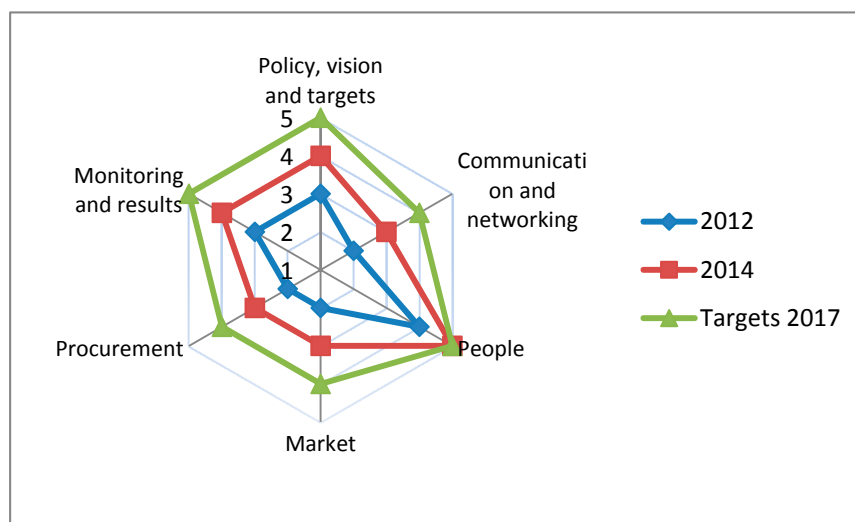 Policy, vision
and targets
5
4
3
2
1
Communicati
on and
networking
Monitoring
and results
People
Procurement
Market
2012
2014
Targets 2017